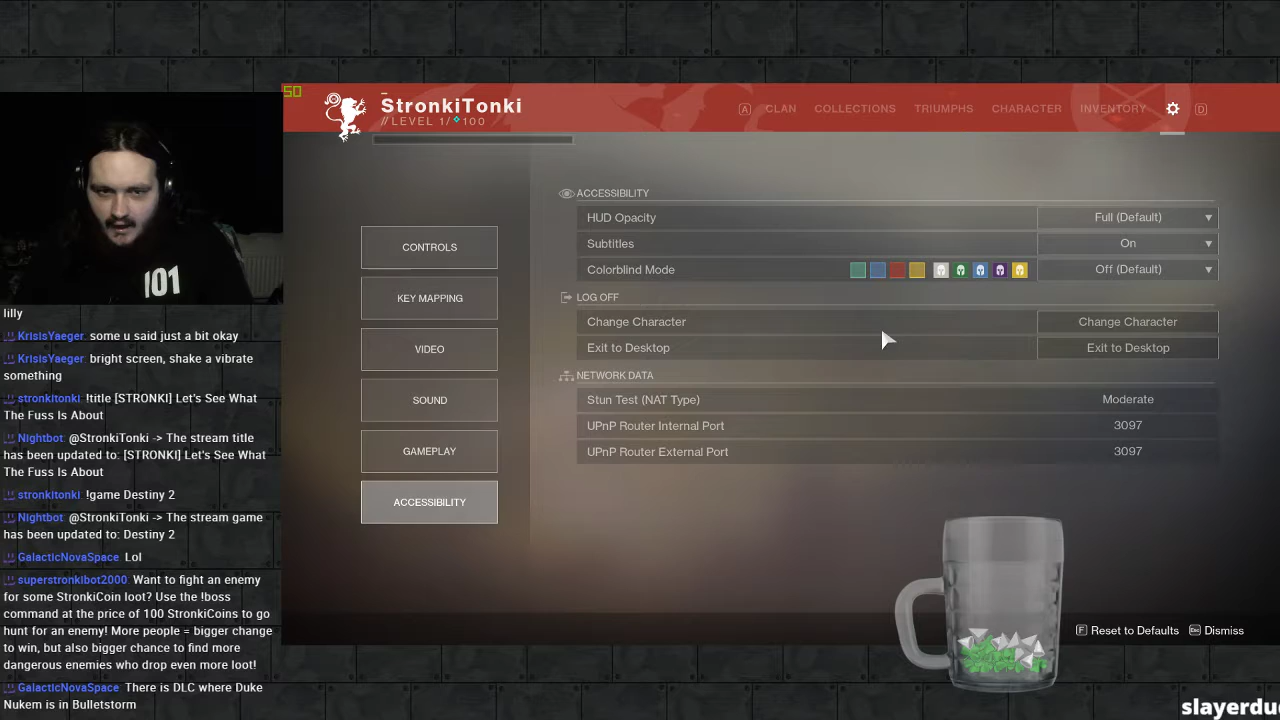 50
StronkiTonki
//LEVEL 1/ 100
A CLAN COLLECTIONS TRIUMPHS CHARACTER INVENTORY D
CONTROLS
KEY MAPPING
VIDEO
SOUND
GAMEPLAY
ACCESSIBILITY
ACCESSIBILITY
HUD Opacity Full (Default)
Subtitles On
Colorblind Mode Off (Default)
LOG OFF
Change Character Change Character
Exit to Desktop Exit to Desktop
NETWORK DATA
Stun Test (NAT Type) Moderate
UPnP Router Internal Port 3097
UPnP Router External Port 3097
F Reset to Defaults Esc Dismiss
101
lilly
KrisisYaeger: some u said just a bit okay
KrisisYaeger: bright screen, shake a vibrate
something
stronkitonki: !title [STRONK!] Let's See What
The Fuss Is About
Nightbot: @StronkiTonki -> The stream title
has been updated to: [STRONK!] Let's See What
The Fuss Is About
stronkitonki: !game Destiny 2
Nightbot: @StronkiTonki -> The stream game
has been updated to: Destiny 2
GalacticNovaSpace: Lol
superstronkibot2000: Want to fight an enemy
for some StronkiCoin loot? Use the !boss
command at the price of 100 StronkiCoins to go
hunt for an enemy! More people = bigger change
to win, but also bigger chance to find more
dangerous enemies who drop even more loot!
GalacticNovaSpace: There is DLC where Duke
Nukem is in Bulletstorm